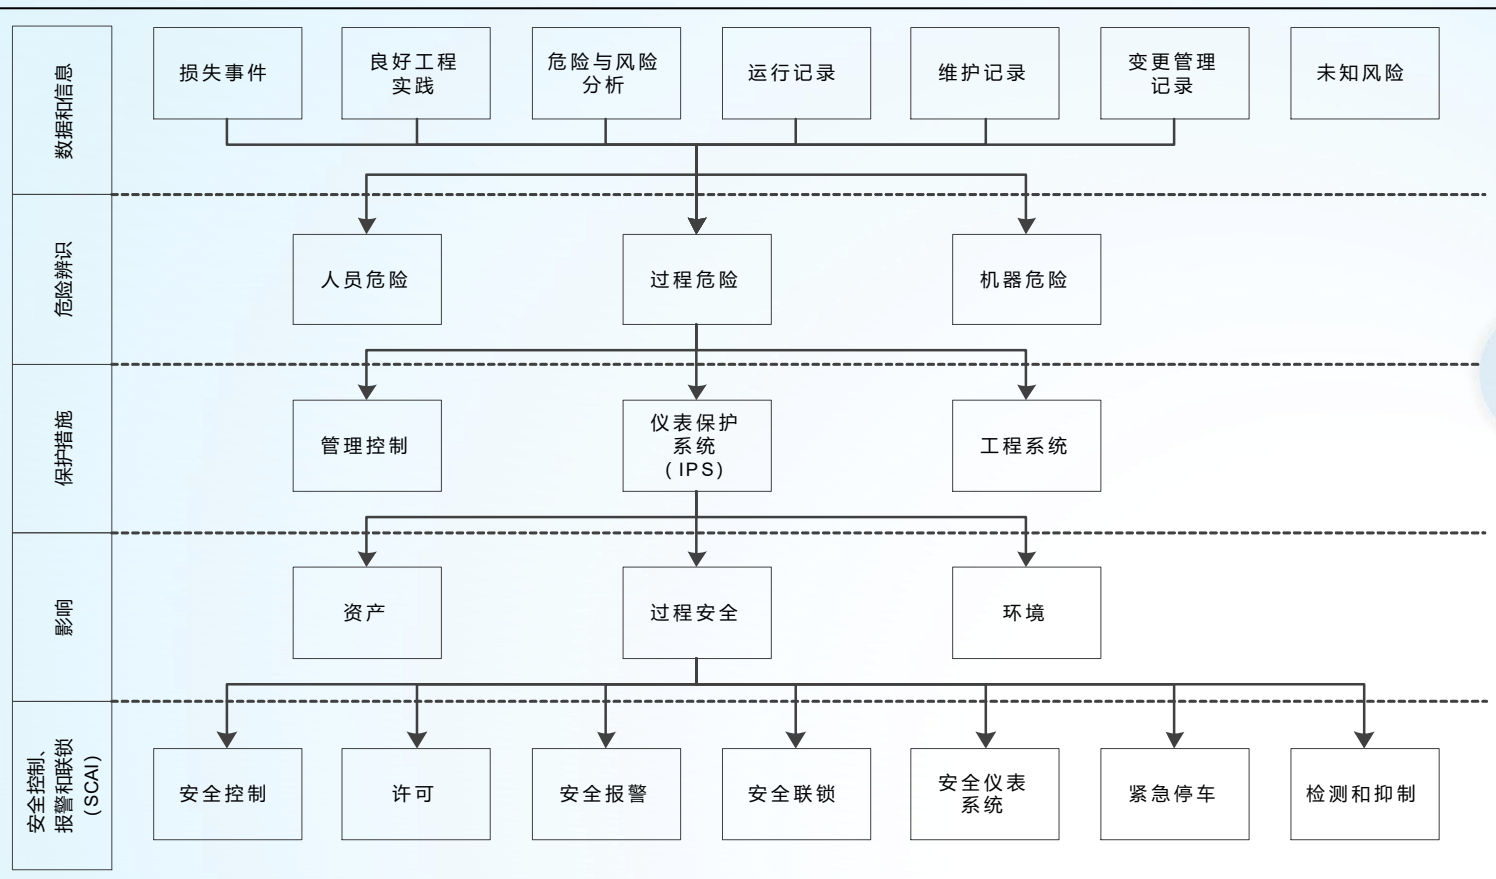 数据和信息
损失事件
良好工程
实践
危险与风险
分析
运行记录
维护记录
变更管理
记录
未知风险
危险辨识
人员危险
过程危险
机器危险
保护措施
管理控制
仪表保护
系统
(IPS)
工程系统
影响
资产
过程安全
环境
安全控制、
报警和联锁
(SCAI)
安全控制
许可
安全报警
安全联锁
安全仪表
系统
紧急停车
检测和抑制